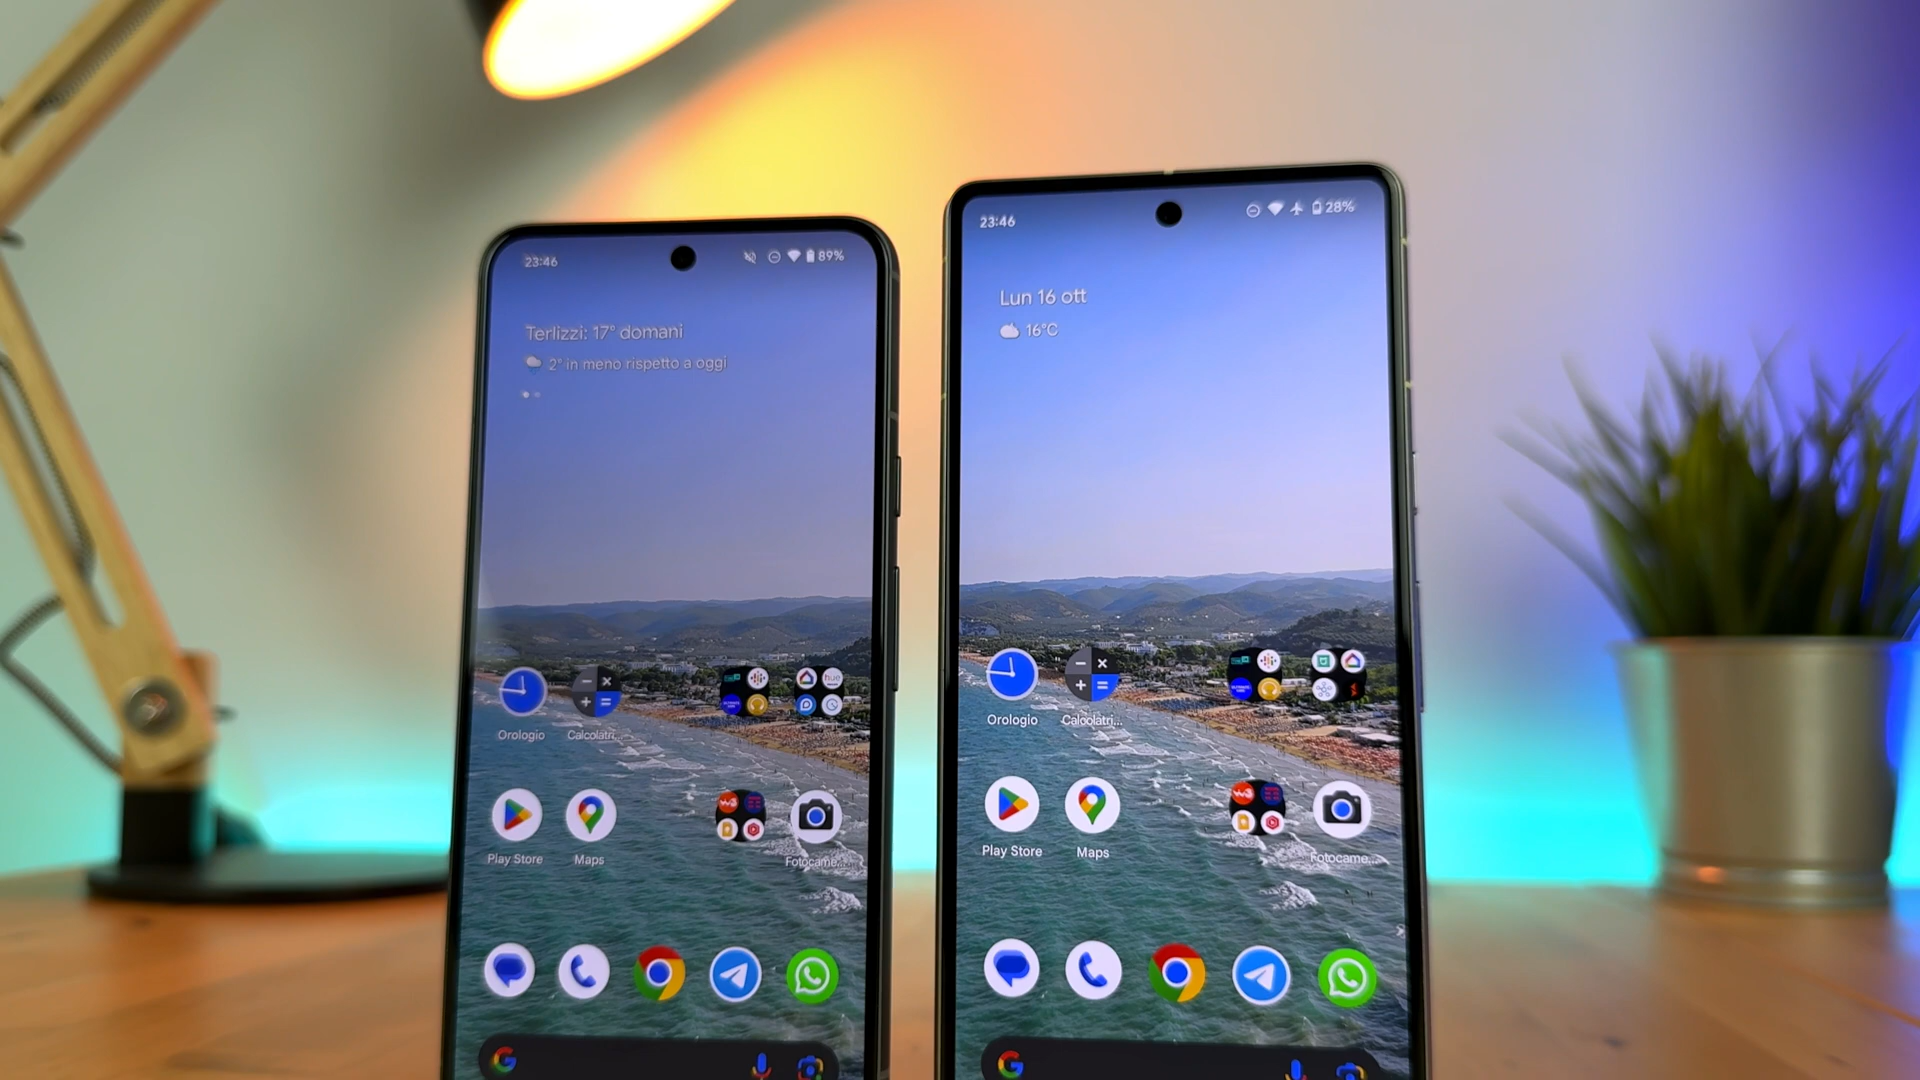 23:46
89%
Terlizzi: 17° domani
2° in meno rispetto a oggi
Orologio
Calcolatri...
hue
Play Store
Maps
Fotocame...
23:46
28%
Lun 16 ott
16°C
Orologio
Calcolatri...
Play Store
Maps
Fotocame...